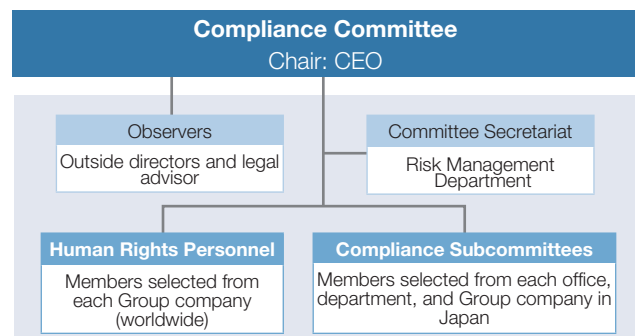 Compliance Committee
Chair: CEO
Observers
Outside directors and legal
advisor
Committee Secretariat
Risk Management
Department
Human Rights Personnel
Members selected from
each Group company
(worldwide)
Compliance Subcommittees
Members selected from each office,
department, and Group company in
Japan